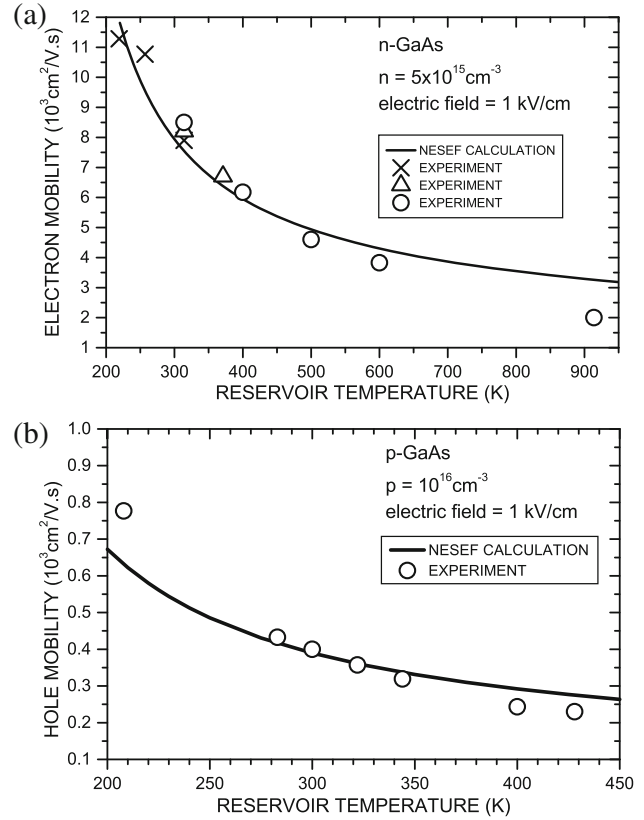 (a)
12
11
10
9
8
7
6
5
4
3
2
1
ELECTRON MOBILITY (10³cm²/V.s)
n-GaAs
n = 5x10¹⁵cm⁻³
electric field = 1 kV/cm
NESEF CALCULATION
EXPERIMENT
EXPERIMENT
EXPERIMENT
200 300 400 500 600 700 800 900
RESERVOIR TEMPERATURE (K)
(b)
1.0
0.9
0.8
0.7
0.6
0.5
0.4
0.3
0.2
0.1
HOLE MOBILITY (10³cm²/V.s)
p-GaAs
p = 10¹⁶cm⁻³
electric field = 1 kV/cm
NESEF CALCULATION
EXPERIMENT
200 250 300 350 400 450
RESERVOIR TEMPERATURE (K)